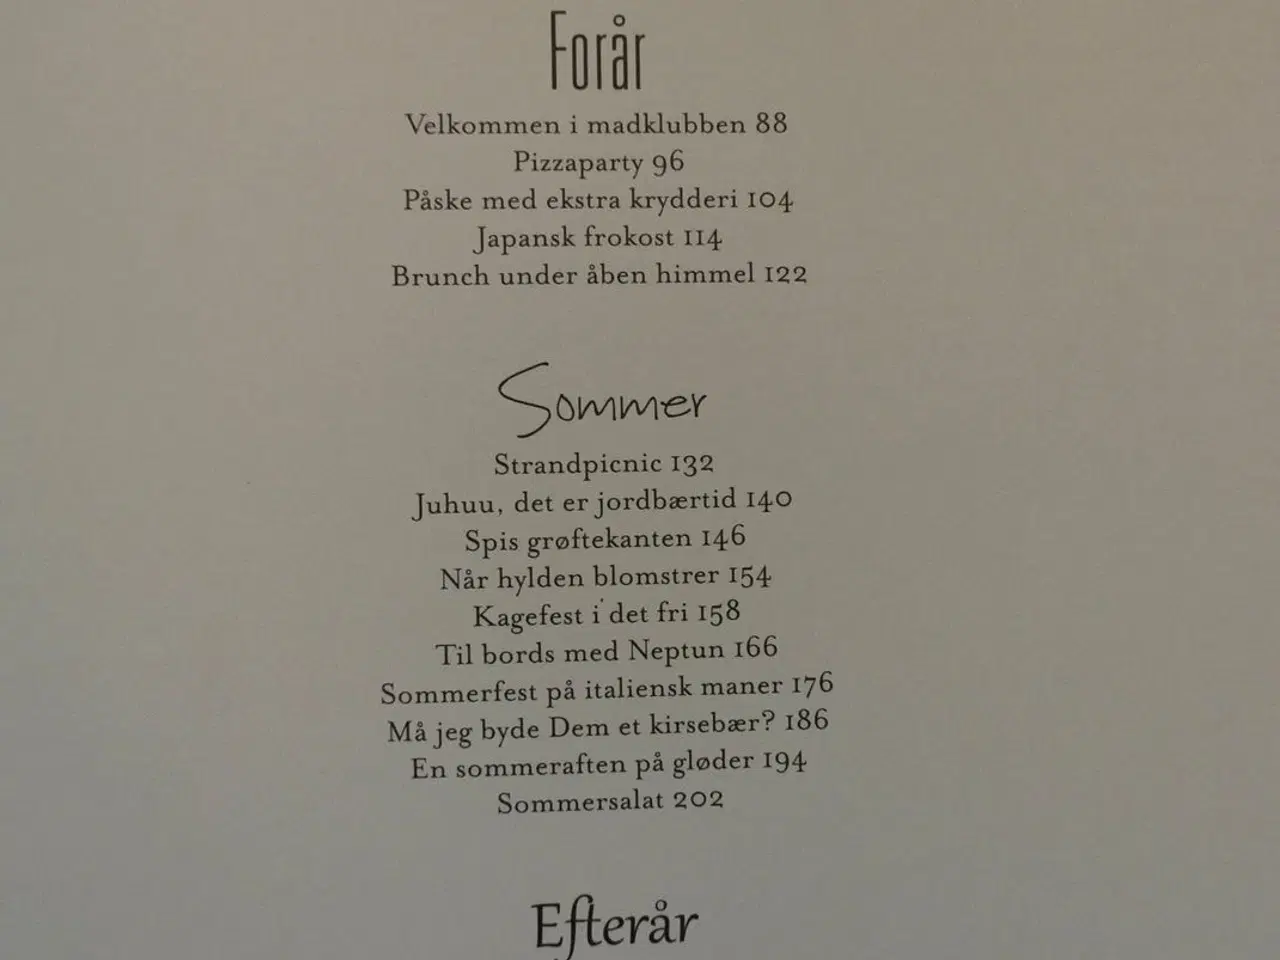 Forår
Velkommen i madklubben 88
Pizzaparty 96
Påske med ekstra krydderi 104
Japansk frokost 114
Brunch under åben himmel 122
Sommer
Strandpicnic 132
Juhuu, det er jordbærtid 140
Spis grøftekanten 146
Når hylden blomstrer 154
Kagefest i det fri 158
Til bords med Neptun 166
Sommerfest på italiensk maner 176
Må jeg byde Dem et kirsebær? 186
En sommeraften på gløder 194
Sommersalat 202
Efterår